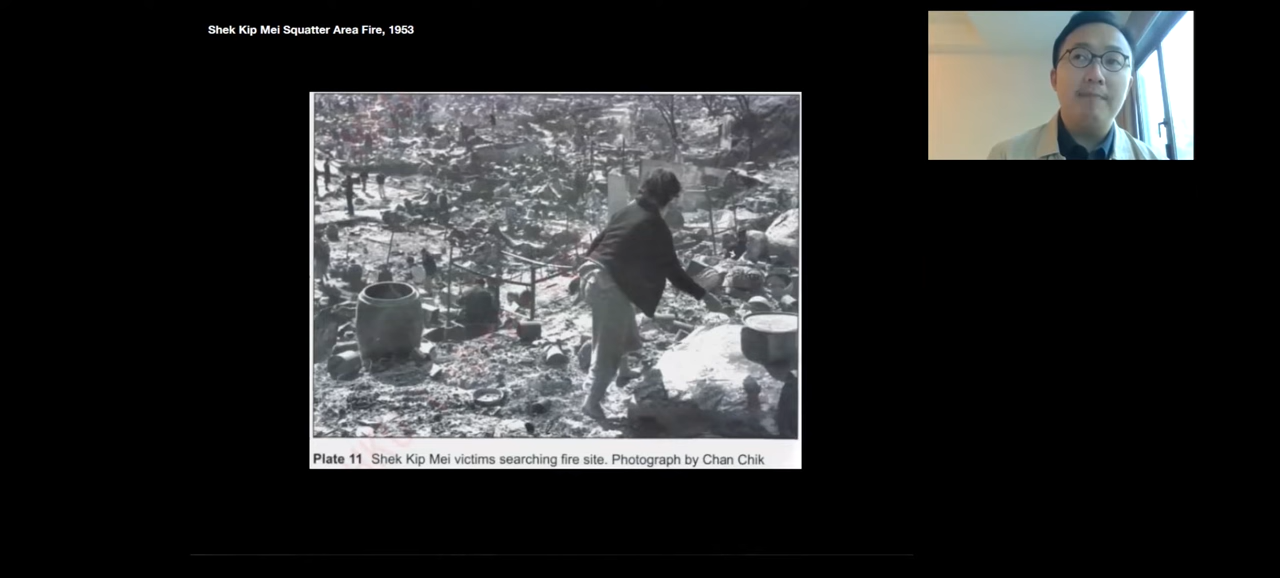 Shek Kip Mei Squatter Area Fire, 1953
Plate 11 Shek Kip Mei victims searching fire site. Photograph by Chan Chik